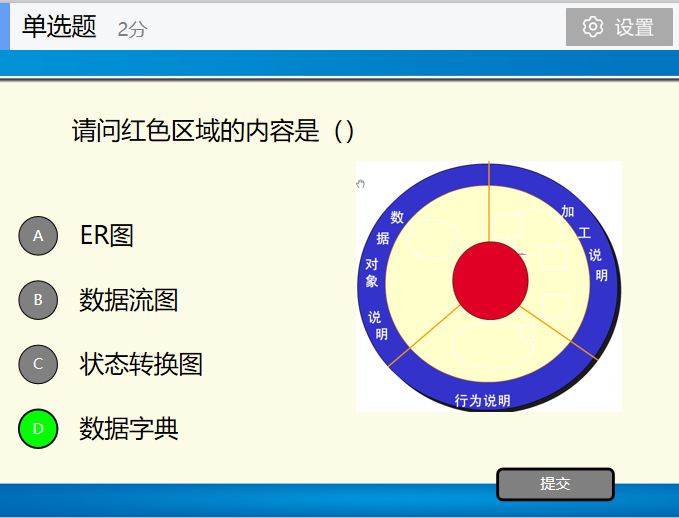 单选题 2分 设置
请问红色区域的内容是（）
A ER图
B 数据流图
C 状态转换图
D 数据字典
数据对象说明
加工说明
行为说明
提交